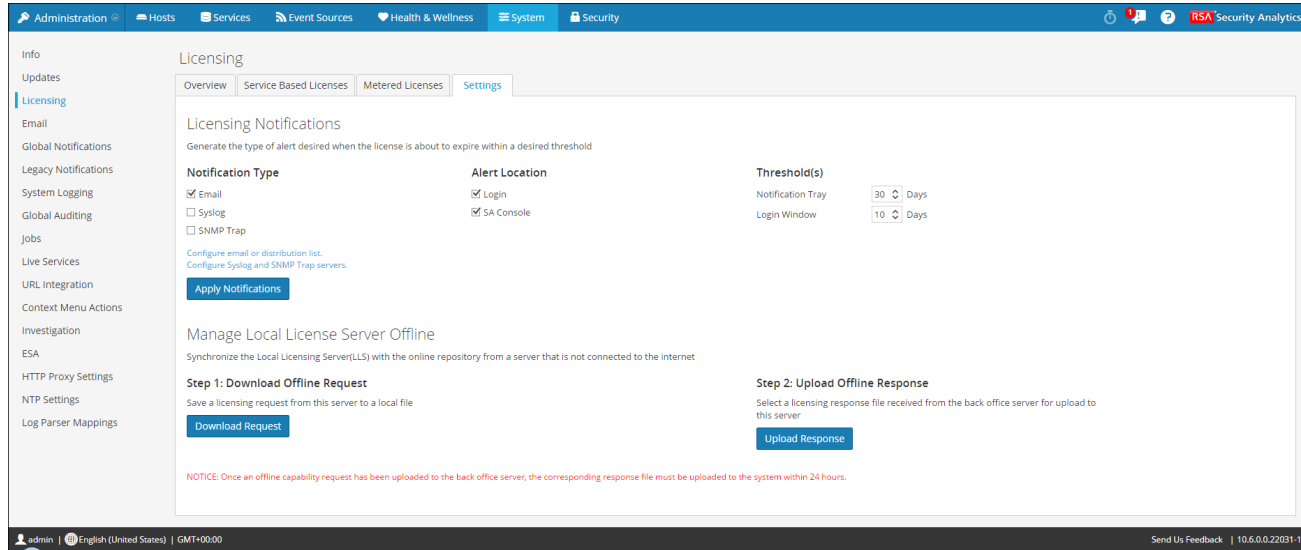 Administration Hosts Services Event Sources Health & Wellness System Security 1 ? RSA Security Analytics
Info
Updates
Licensing
Email
Global Notifications
Legacy Notifications
System Logging
Global Auditing
Jobs
Live Services
URL Integration
Context Menu Actions
Investigation
ESA
HTTP Proxy Settings
NTP Settings
Log Parser Mappings
Licensing
Overview Service Based Licenses Metered Licenses Settings
Licensing Notifications
Generate the type of alert desired when the license is about to expire within a desired threshold
Notification Type Alert Location Threshold(s)
Email Login Notification Tray 30 Days
Syslog SA Console Login Window 10 Days
SNMP Trap
Configure email or distribution list.
Configure Syslog and SNMP Trap servers.
Apply Notifications
Manage Local License Server Offline
Synchronize the Local Licensing Server(LLS) with the online repository from a server that is not connected to the internet
Step 1: Download Offline Request
Save a licensing request from this server to a local file
Download Request
Step 2: Upload Offline Response
Select a licensing response file received from the back office server for upload to
this server
Upload Response
NOTICE: Once an offline capability request has been uploaded to the back office server, the corresponding response file must be uploaded to the system within 24 hours.
admin | English (United States) | GMT+00:00 Send Us Feedback | 10.6.0.0.22031-1